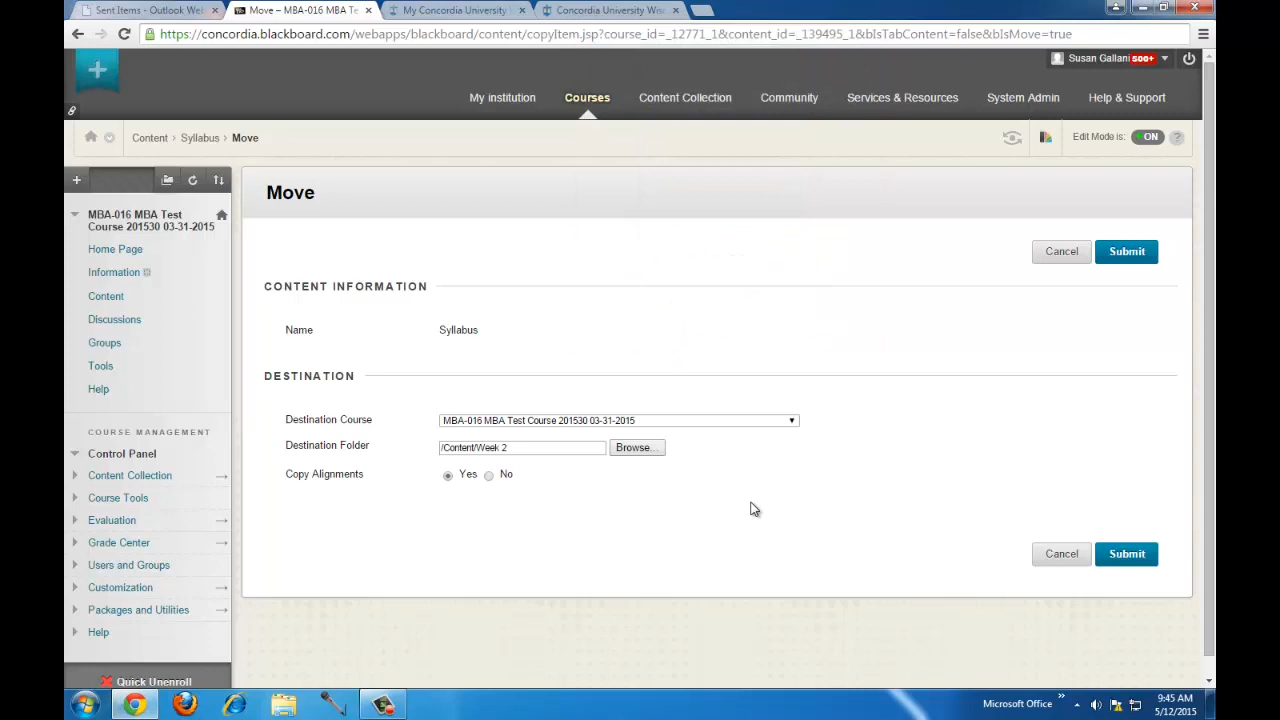 Sent Items - Outlook Wel
Move – MBA-016 MBA Te
My Concordia University
Concordia University Wisc
https://concordia.blackboard.com/webapps/blackboard/content/copyItem.jsp?course_id=_12771_1&content_id=_139495_1&blsTabContent=false&blsMove=true
Susan Gallani 500+
My institution
Courses
Content Collection
Community
Services & Resources
System Admin
Help & Support
Content > Syllabus > Move
Edit Mode is: ON ?
MBA-016 MBA Test
Course 201530 03-31-2015
Home Page
Information
Content
Discussions
Groups
Tools
Help
COURSE MANAGEMENT
Control Panel
Content Collection
Course Tools
Evaluation
Grade Center
Users and Groups
Customization
Packages and Utilities
Help
Quick Unenroll
Move
Cancel Submit
CONTENT INFORMATION
Name Syllabus
DESTINATION
Destination Course MBA-016 MBA Test Course 201530 03-31-2015
Destination Folder /Content/Week 2 Browse...
Copy Alignments Yes No
Cancel Submit
Microsoft Office
9:45 AM
5/12/2015